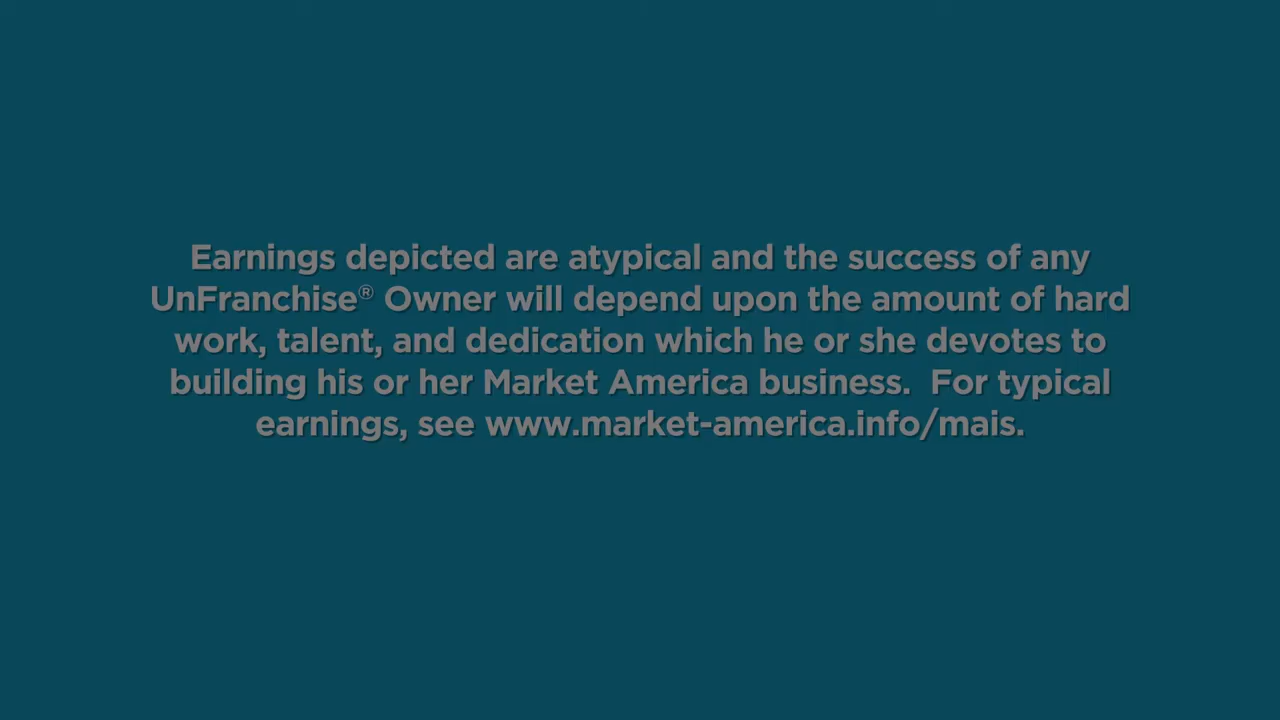 Earnings depicted are atypical and the success of any
UnFranchise® Owner will depend upon the amount of hard
work, talent, and dedication which he or she devotes to
building his or her Market America business.  For typical
earnings, see www.market-america.info/mais.